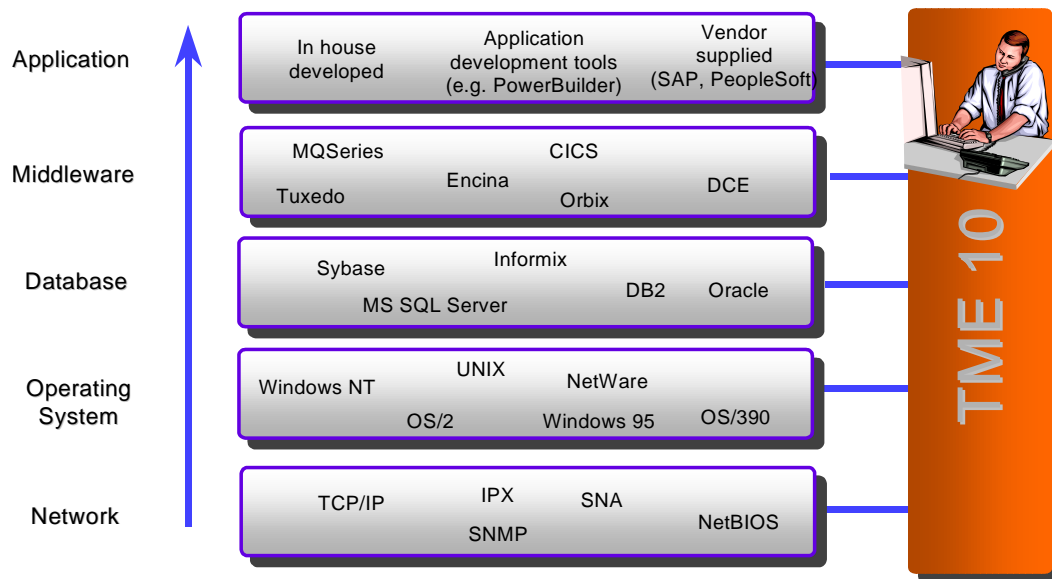 Application
In house
developed
Application
development tools
(e.g. PowerBuilder)
Vendor
supplied
(SAP, PeopleSoft)
Middleware
MQSeries
CICS
Tuxedo
Encina
Orbix
DCE
Database
Sybase
Informix
MS SQL Server
DB2
Oracle
Operating
System
Windows NT
UNIX
NetWare
OS/2
Windows 95
OS/390
Network
TCP/IP
IPX
SNA
SNMP
NetBIOS
TME 10